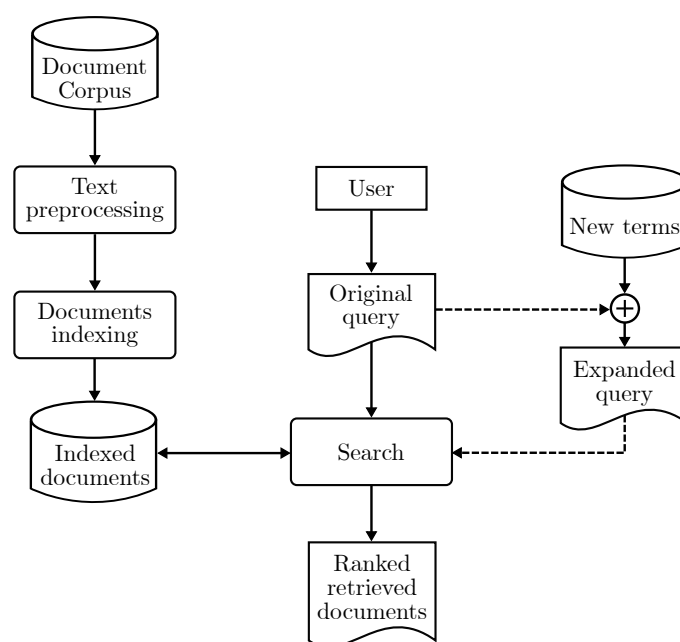 Document
Corpus
Text
preprocessing
User
New terms
Documents
indexing
Original
query
+
Expanded
query
Indexed
documents
Search
Ranked
retrieved
documents